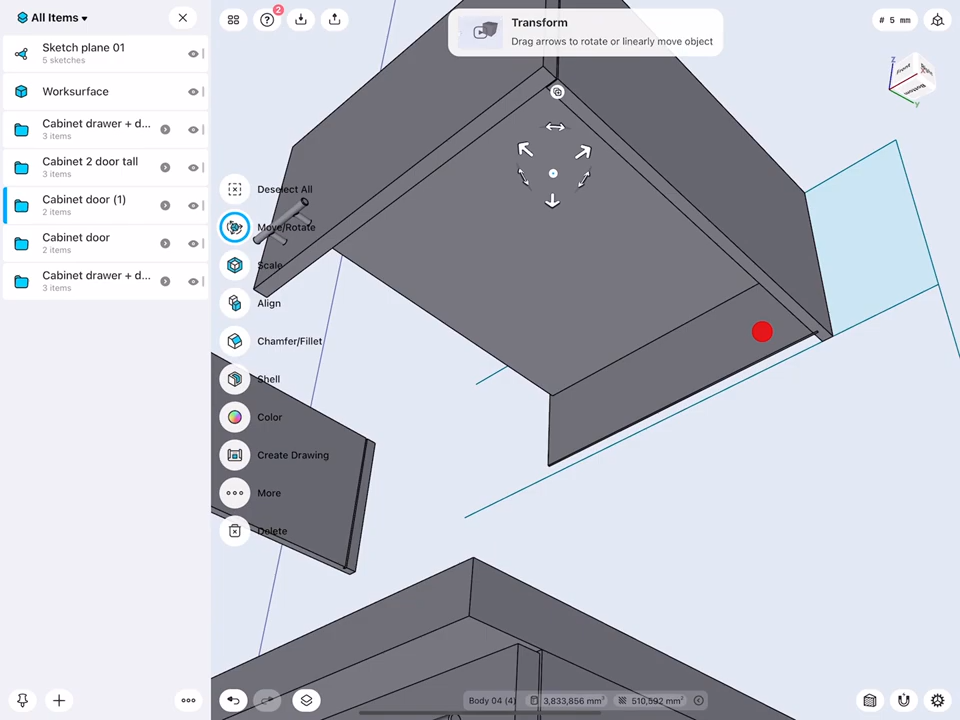 All Items
2
Transform
Drag arrows to rotate or linearly move object
# 5 mm
Sketch plane 01
5 sketches
Worksurface
Cabinet drawer + d...
3 items
Cabinet 2 door tall
3 items
Cabinet door (1)
2 items
Cabinet door
2 items
Cabinet drawer + d...
3 items
Deselect All
Move/Rotate
Scale
Align
Chamfer/Fillet
Shell
Color
Create Drawing
More
Delete
Z
Front
Bottom
Y
Body 04 (4)
3,833,856 mm³
510,592 mm²